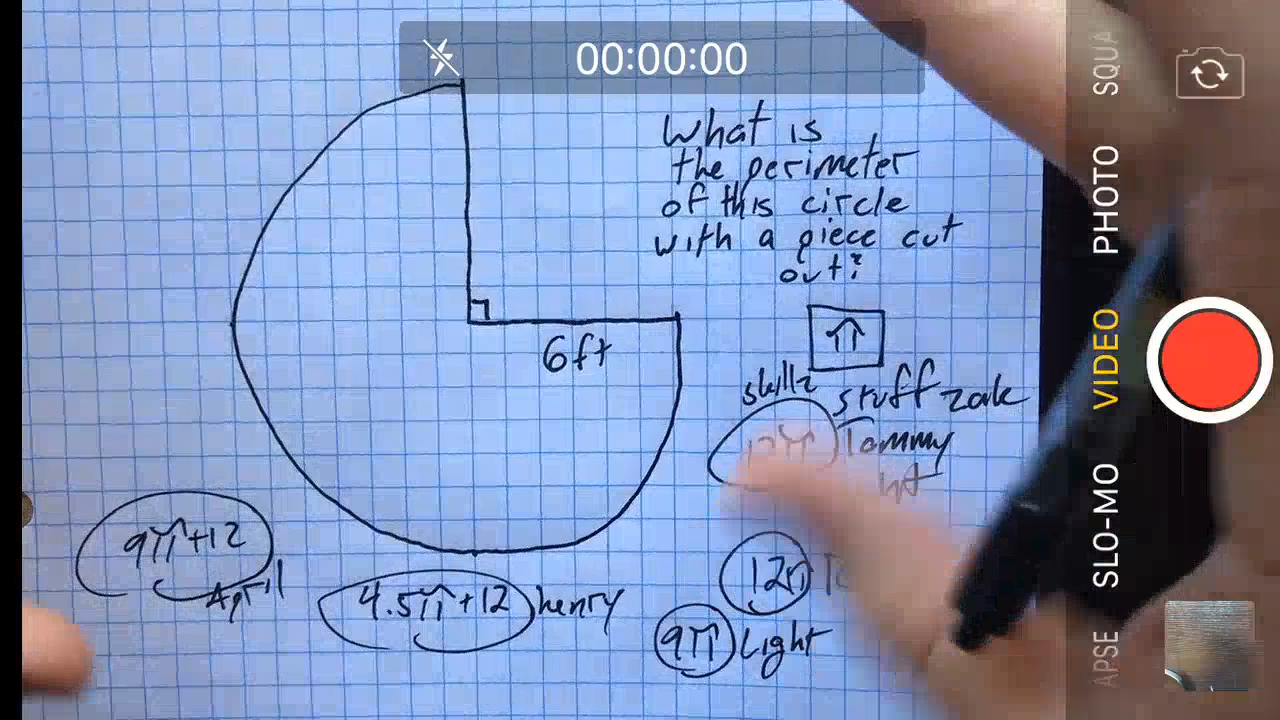 00:00:00
What is
the perimeter
of this circle
with a piece cut
out?
6ft
π
skillz stuff zak
12π Tommy
9π+12
April
4.5π+12 henry
12π
9π Light
SQUA
PHOTO
VIDEO
SLO-MO
APSE